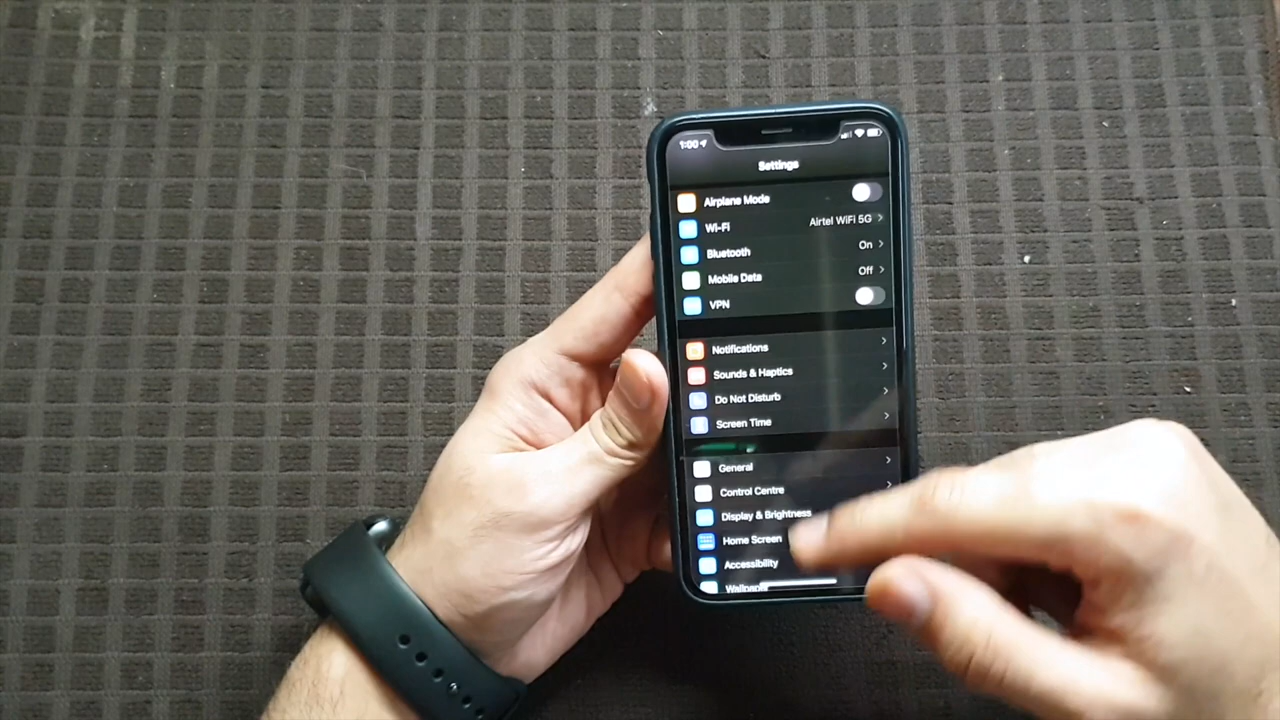 1:00
Settings
Airplane Mode
Wi-Fi Airtel WiFi 5G
Bluetooth On
Mobile Data Off
VPN
Notifications
Sounds & Haptics
Do Not Disturb
Screen Time
General
Control Centre
Display & Brightness
Home Screen
Accessibility
Wallpaper